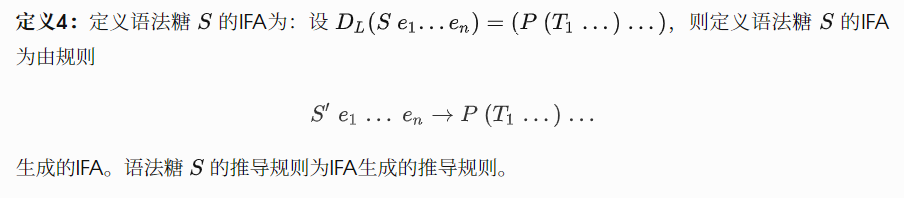 定义4：定义语法糖 S 的IFA为：设 D_L(S e_1…e_n) = (P (T_1 …) …)，则定义语法糖 S 的IFA
为由规则
S′ e_1 … e_n → P (T_1 …) …
生成的IFA。语法糖 S 的推导规则为IFA生成的推导规则。